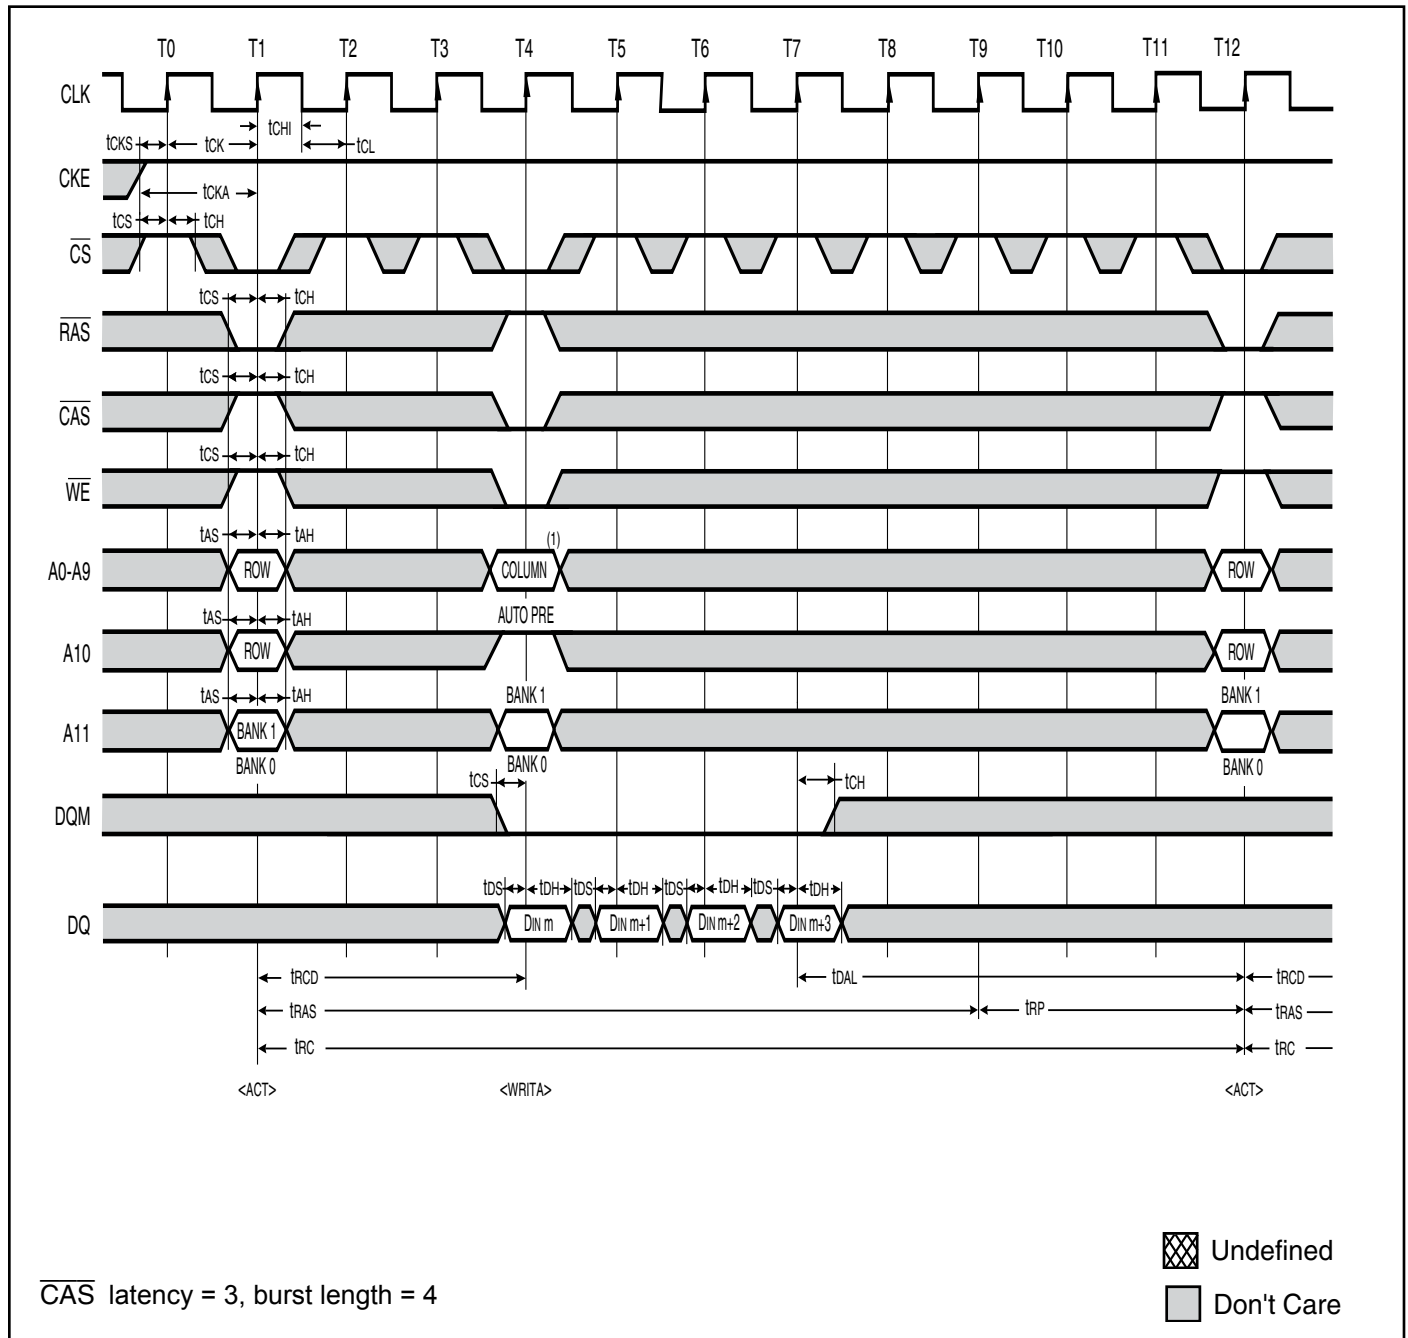 T0 T1 T2 T3 T4 T5 T6 T7 T8 T9 T10 T11 T12
CLK
tCHI
tCKS tCK tCL
CKE
tCKA
tCS tCH
CS
tCS tCH
RAS
tCS tCH
CAS
tCS tCH
WE
tAS tAH (1)
A0-A9 ROW COLUMN ROW
tAS tAH AUTO PRE
A10 ROW ROW
tAS tAH BANK 1 BANK 1
A11 BANK 1
BANK 0 BANK 0 BANK 0
tCS tCH
DQM
tDS tDH tDS tDH tDS tDH tDS tDH
DQ DIN m DIN m+1 DIN m+2 DIN m+3
tRCD tDAL tRCD
tRAS tRP tRAS
tRC tRC
<ACT> <WRITA> <ACT>
Undefined
CAS latency = 3, burst length = 4
Don't Care